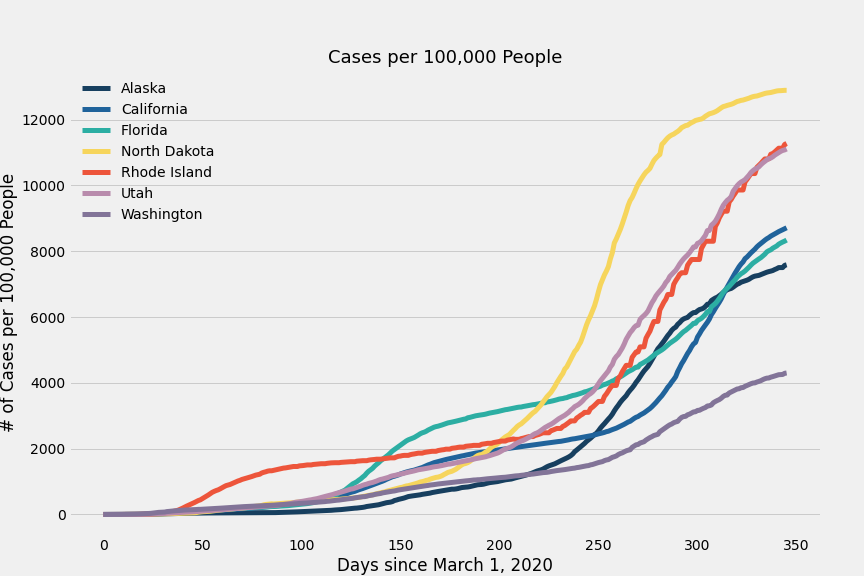 Cases per 100,000 People
Alaska
California
Florida
North Dakota
Rhode Island
Utah
Washington
# of Cases per 100,000 People
12000
10000
8000
6000
4000
2000
0
0 50 100 150 200 250 300 350
Days since March 1, 2020